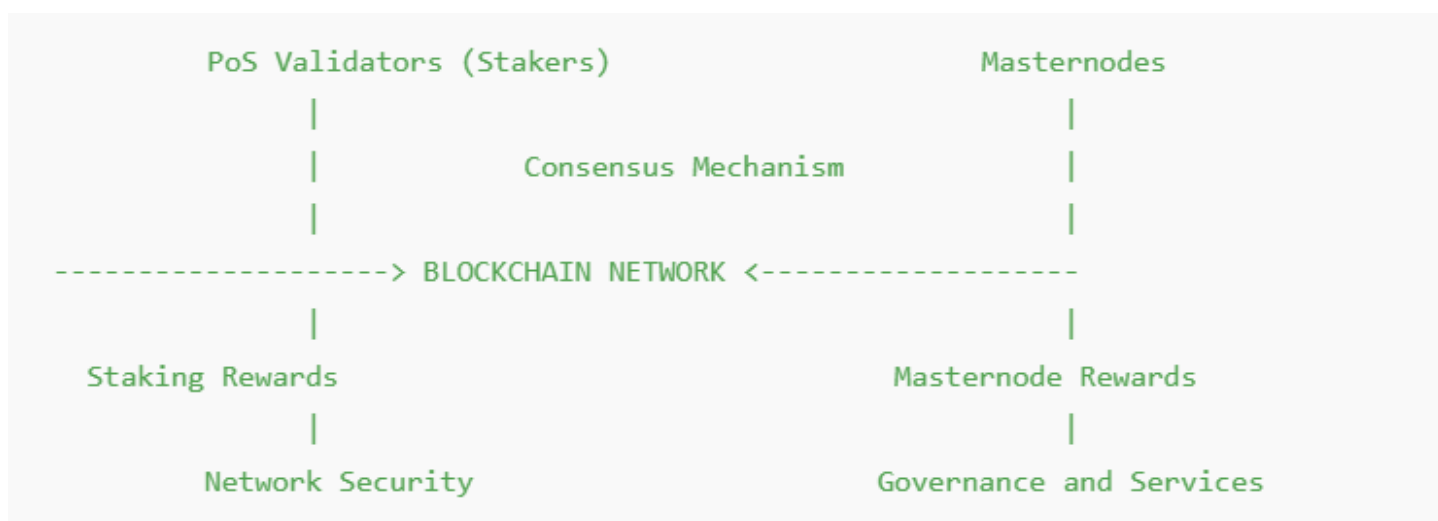 PoS Validators (Stakers) Masternodes
| |
| Consensus Mechanism |
| |
--------------------> BLOCKCHAIN NETWORK <-------------------
| |
Staking Rewards Masternode Rewards
| |
Network Security Governance and Services